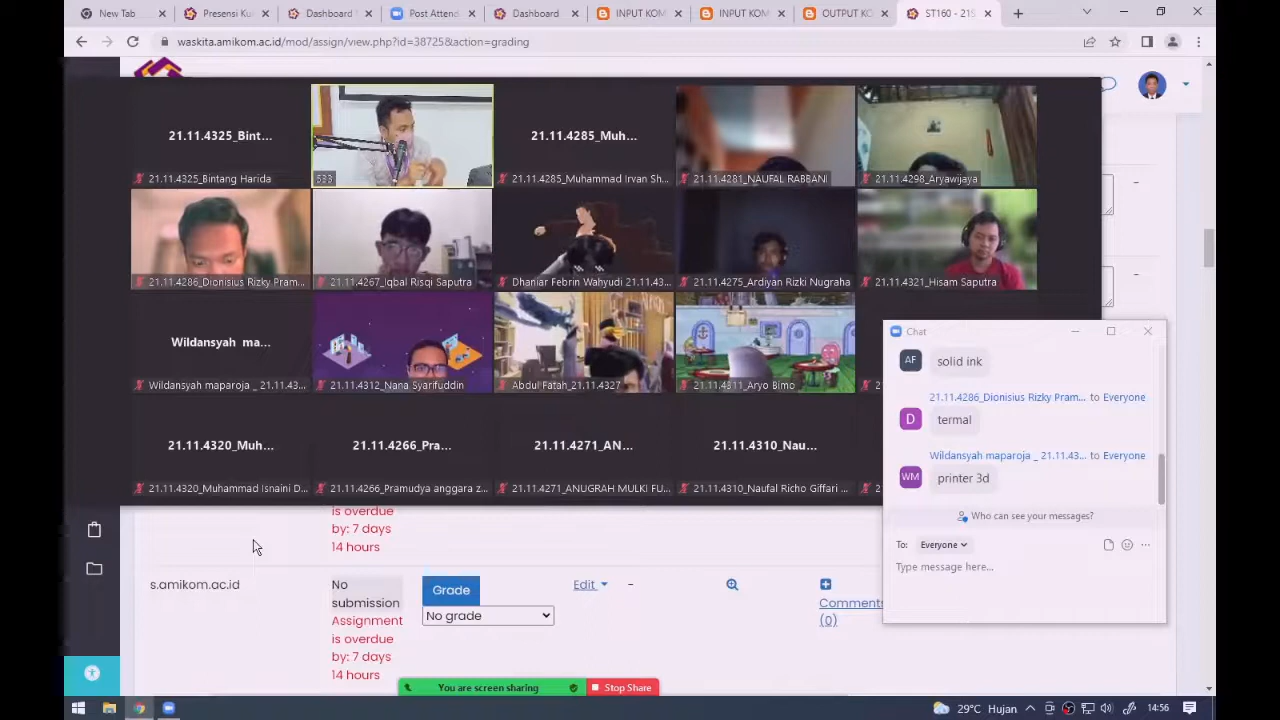 New Tab
Presensi Ku
Dashboard
Post Attend
Dashboard
INPUT KOM
INPUT KOM
OUTPUT KO
ST160 - 21S
waskita.amikom.ac.id/mod/assign/view.php?id=387258&action=grading
21.11.4325_Bint...
21.11.4325_Bintang Harida
533
21.11.4285_Muh...
21.11.4285_Muhammad Irvan Sh...
21.11.4281_NAUFAL RABBANI
21.11.4298_Aryawijaya
21.11.4286_Dionisius Rizky Pram...
21.11.4267_Iqbal Risqi Saputra
Dhaniar Febrin Wahyudi 21.11.43...
21.11.4275_Ardiyan Rizki Nugraha
21.11.4321_Hisam Saputra
Wildansyah ma...
Wildansyah maparoja _ 21.11.43...
21.11.4312_Nana Syarifuddin
Abdul Fatah_21.11.4327
21.11.4311_Aryo Bimo
21.11.4320_Muh...
21.11.4320_Muhammad Isnaini D...
21.11.4266_Pra...
21.11.4266_Pramudya anggara z...
21.11.4271_AN...
21.11.4271_ANUGRAH MULKI FU...
21.11.4310_Nau...
21.11.4310_Naufal Richo Giffari ...
Chat
AF
solid ink
21.11.4286_Dionisius Rizky Pram... to Everyone
D
termal
Wildansyah maparoja _ 21.11.43... to Everyone
WM
printer 3d
Who can see your messages?
To: Everyone
Type message here...
is overdue
by: 7 days
14 hours
s.amikom.ac.id
No
submission
Assignment
is overdue
by: 7 days
14 hours
Grade
No grade
Edit
-
Comments
(0)
You are screen sharing
Stop Share
29°C Hujan
14:56